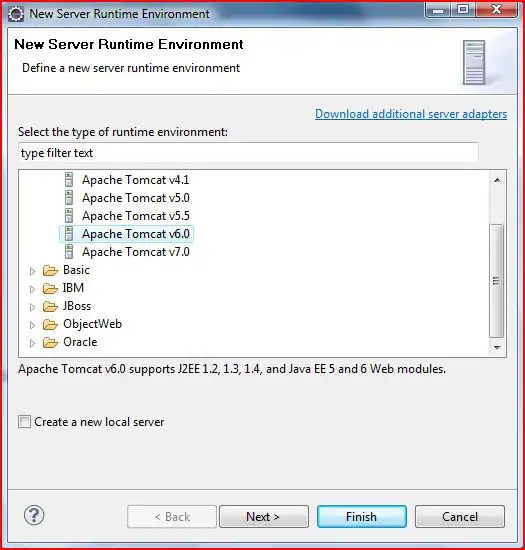 New Server Runtime Environment
New Server Runtime Environment
Define a new server runtime environment
Download additional server adapters
Select the type of runtime environment:
type filter text
Apache Tomcat v4.1
Apache Tomcat v5.0
Apache Tomcat v5.5
Apache Tomcat v6.0
Apache Tomcat v7.0
Basic
IBM
JBoss
ObjectWeb
Oracle
Apache Tomcat v6.0 supports J2EE 1.2, 1.3, 1.4, and Java EE 5 and 6 Web modules.
Create a new local server
? < Back Next > Finish Cancel